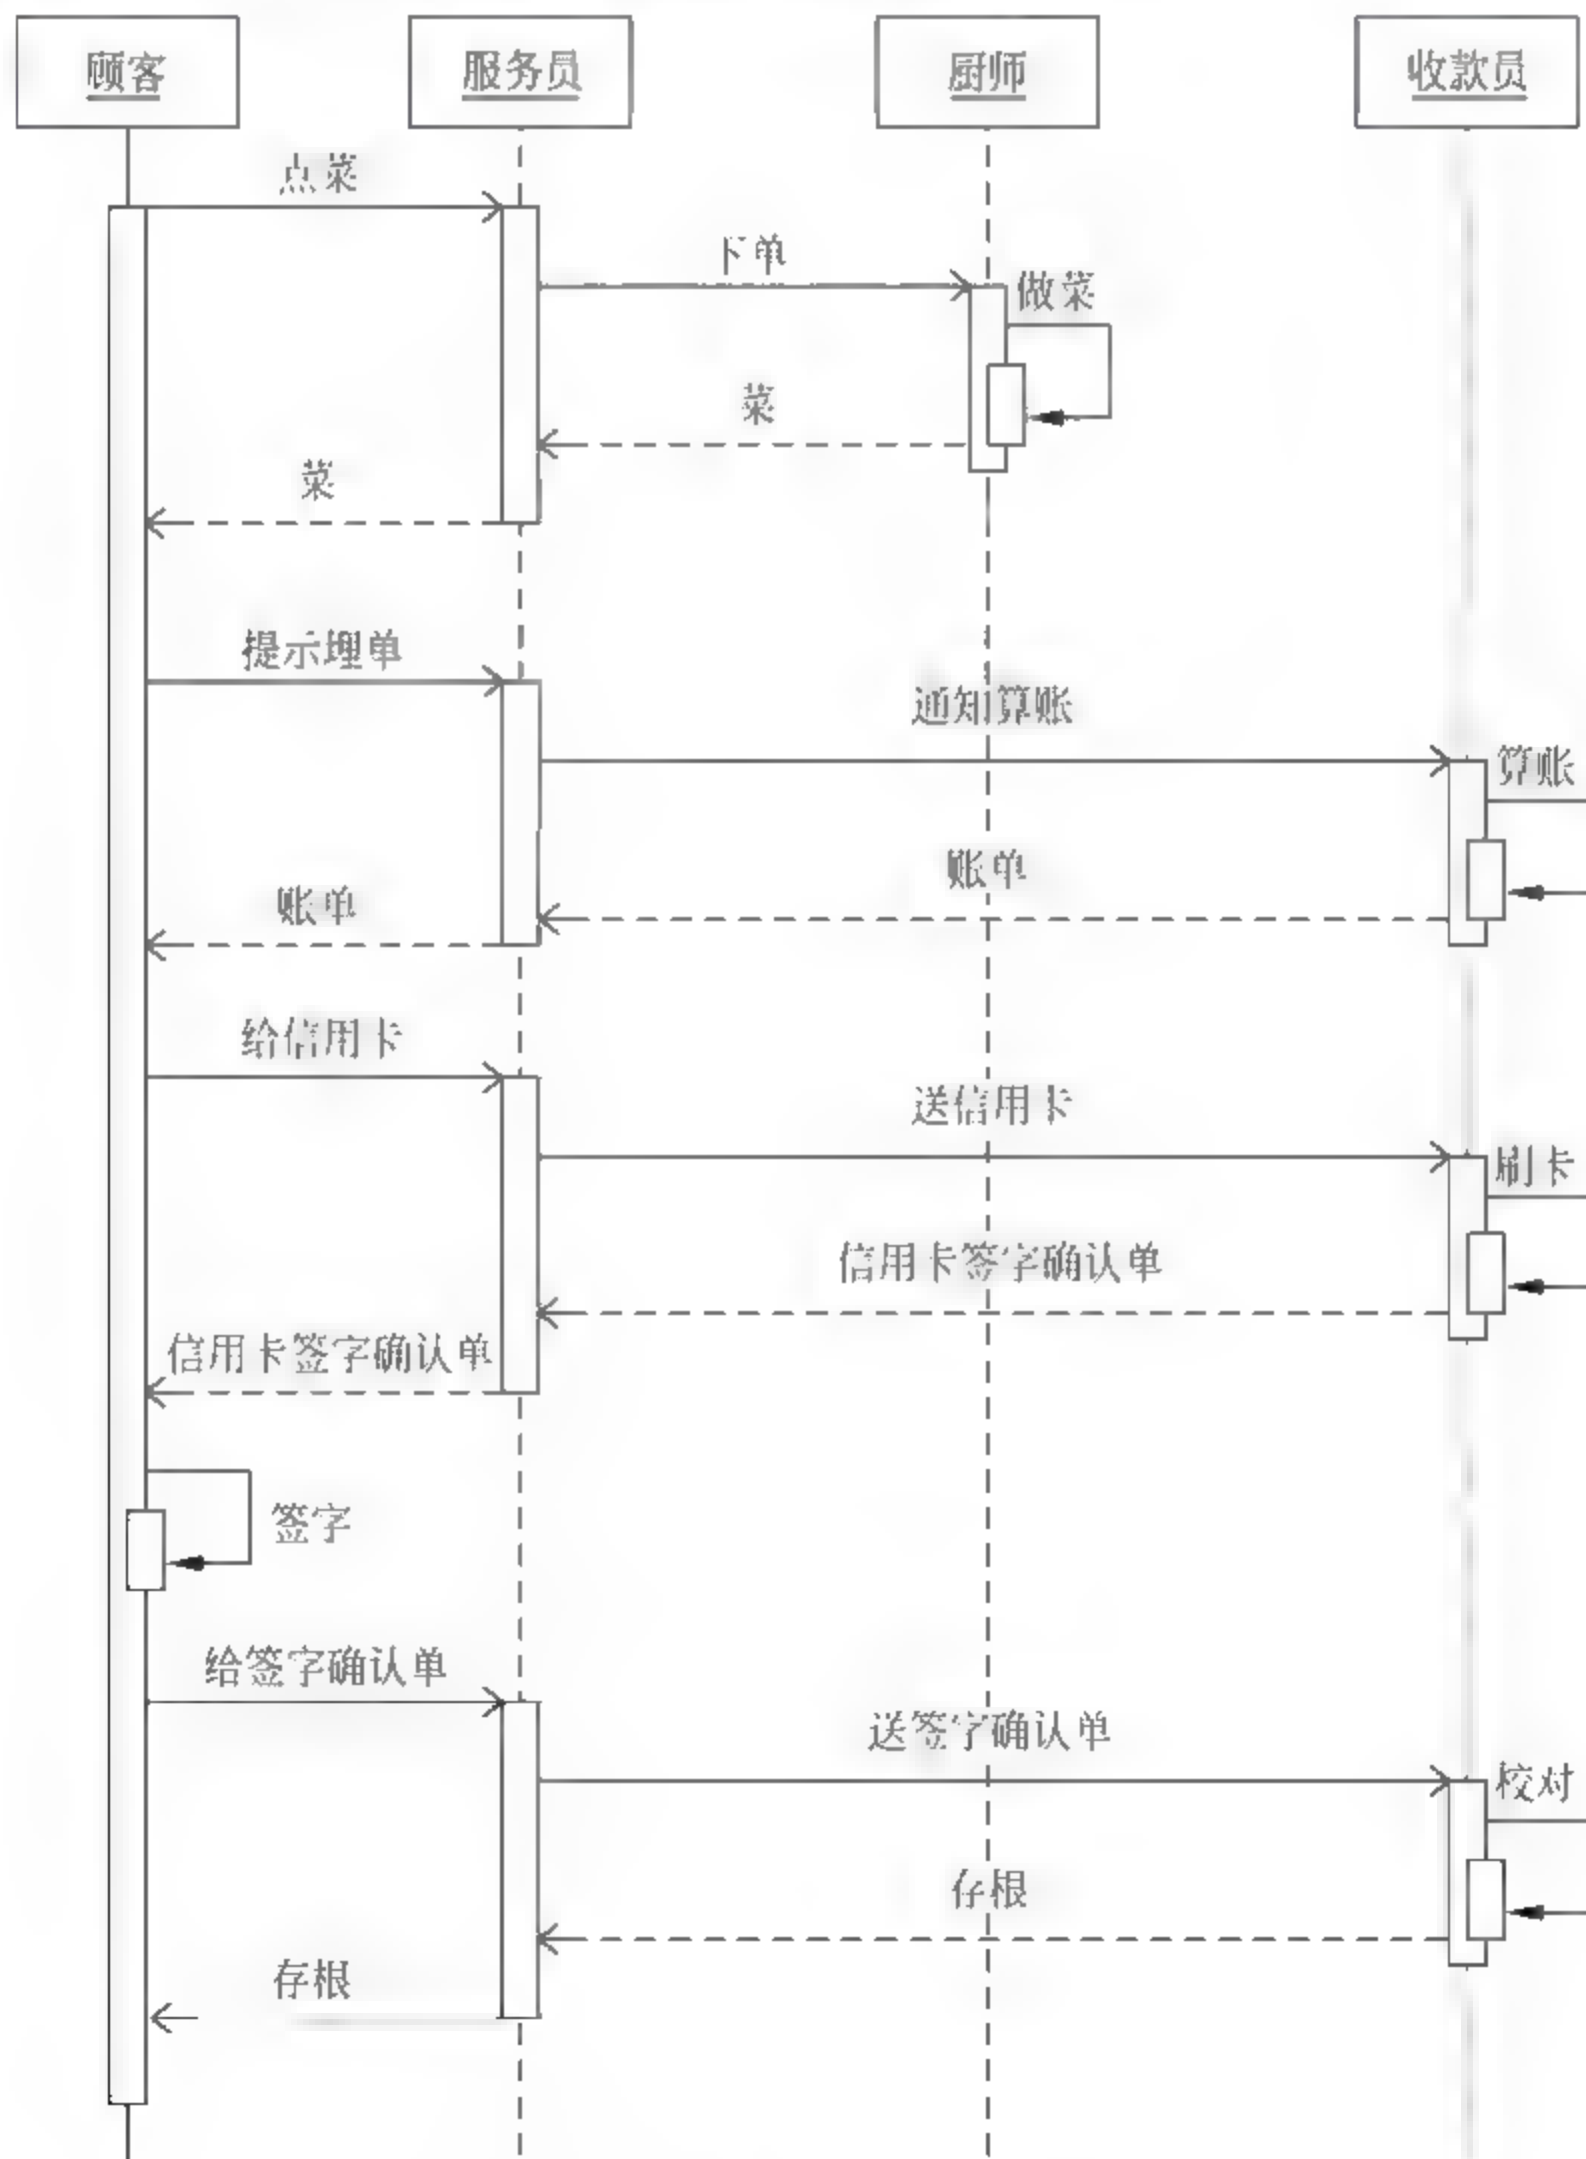 顾客
服务员
厨师
收款员
点菜
下单
做菜
菜
菜
提示埋单
通知算账
算账
账单
账单
给信用卡
送信用卡
刷卡
信用卡签字确认单
信用卡签字确认单
签字
给签字确认单
送签字确认单
校对
存根
存根